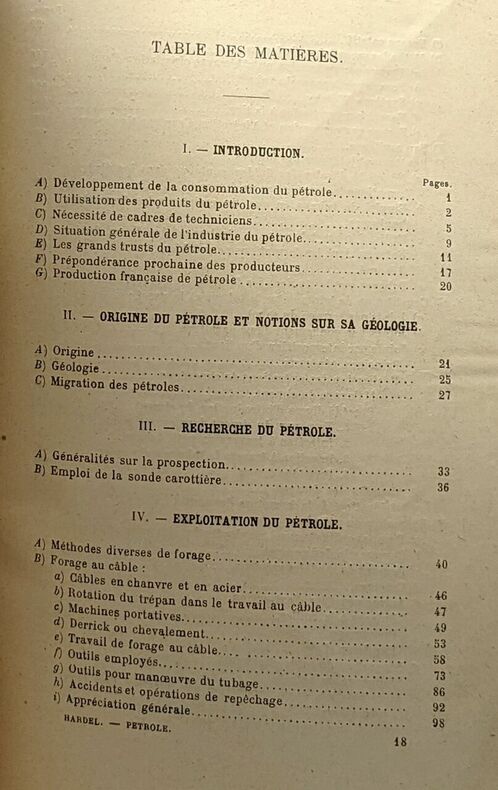 TABLE DES MATIÈRES.
I. — INTRODUCTION.
Pages.
A) Développement de la consommation du pétrole.............. 1
B) Utilisation des produits du pétrole.............. 2
C) Nécessité de cadres de techniciens.............. 5
D) Situation générale de l'industrie du pétrole.............. 9
E) Les grands trusts du pétrole.............. 11
F) Prépondérance prochaine des producteurs.............. 17
G) Production française de pétrole.............. 20
II. — ORIGINE DU PÉTROLE ET NOTIONS SUR SA GÉOLOGIE.
A) Origine.............. 21
B) Géologie.............. 25
C) Migration des pétroles.............. 27
III. — RECHERCHE DU PÉTROLE.
A) Généralités sur la prospection.............. 33
B) Emploi de la sonde carottière.............. 36
IV. — EXPLOITATION DU PÉTROLE.
A) Méthodes diverses de forage.............. 40
B) Forage au câble :
a) Câbles en chanvre et en acier.............. 46
b) Rotation du trépan dans le travail au câble.............. 47
c) Machines portatives.............. 49
d) Derrick ou chevalement.............. 53
e) Travail de forage au câble.............. 58
f) Outils employés.............. 73
g) Outils pour manœuvre du tubage.............. 86
h) Accidents et opérations de repêchage.............. 92
i) Appréciation générale.............. 98
HARDEL. — PETROLE.
18